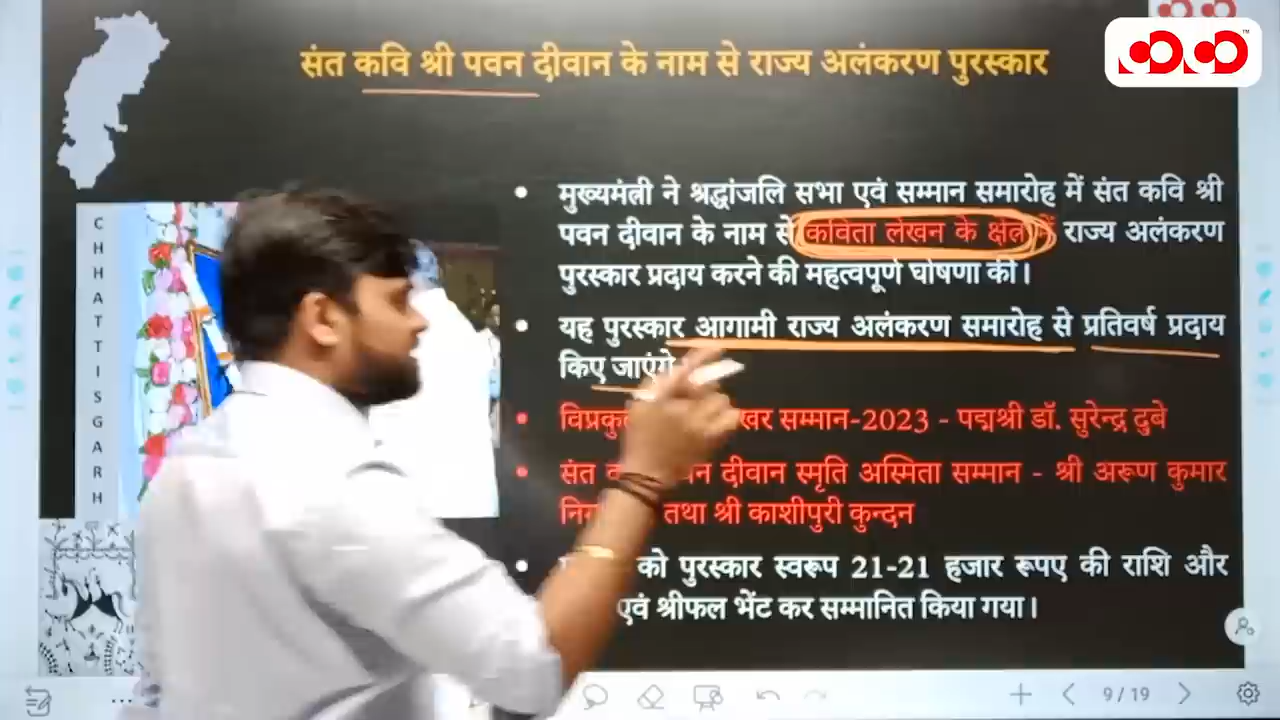 संत कवि श्री पवन दीवान के नाम से राज्य अलंकरण पुरस्कार
CHHATTISGARH
• मुख्यमंत्री ने श्रद्धांजलि सभा एवं सम्मान समारोह में संत कवि श्री
पवन दीवान के नाम से कविता लेखन के क्षेत्र में राज्य अलंकरण
पुरस्कार प्रदाय करने की महत्वपूर्ण घोषणा की।
• यह पुरस्कार आगामी राज्य अलंकरण समारोह से प्रतिवर्ष प्रदाय
किए जाएंगे
• सम्मान-2023 - पद्मश्री डॉ. सुरेन्द्र दुबे
• संत दीवान स्मृति अस्मिता सम्मान - श्री अरूण कुमार
तथा श्री काशीपुरी कुन्दन
• को पुरस्कार स्वरूप 21-21 हजार रूपए की राशि और
एवं श्रीफल भेंट कर सम्मानित किया गया।
9/19